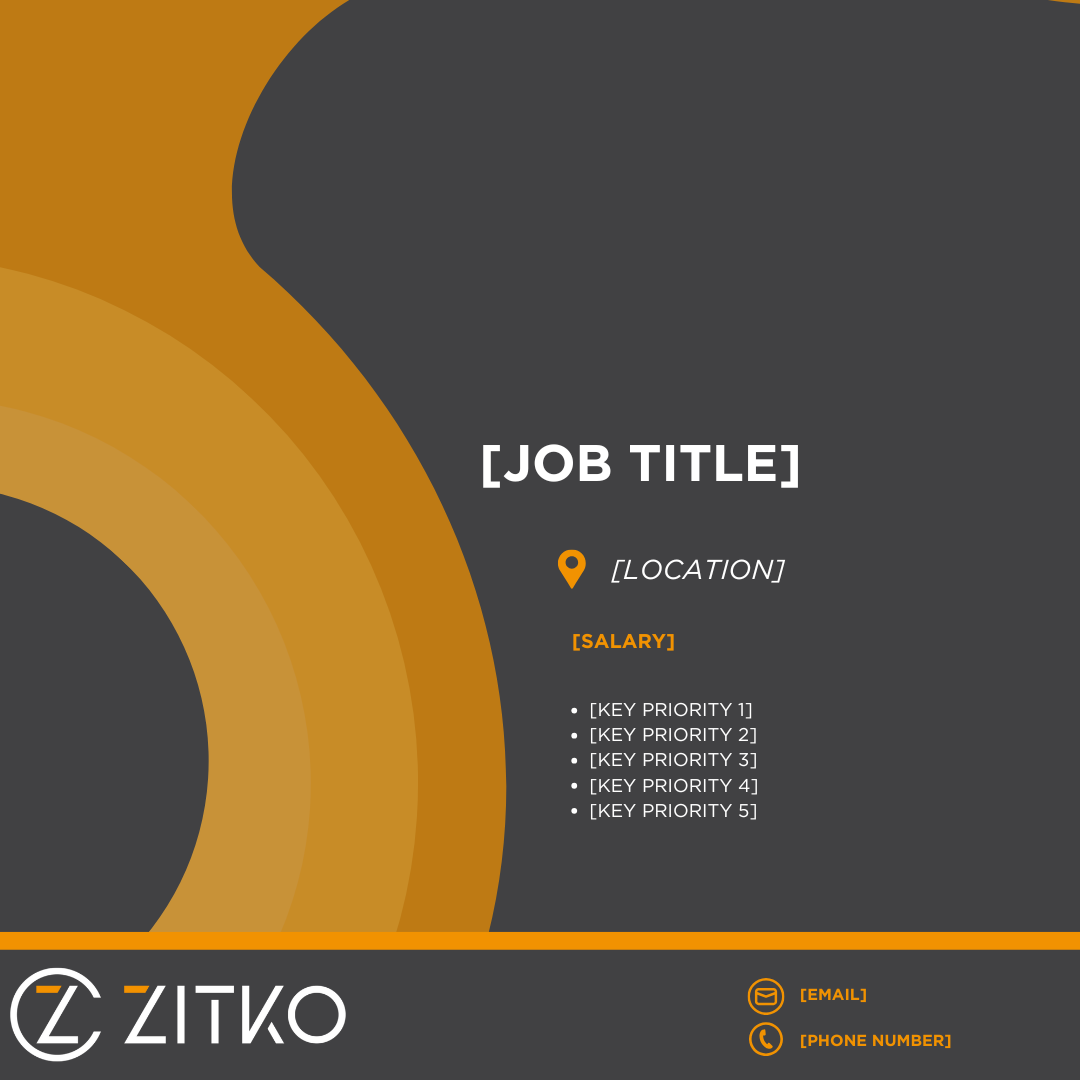 [JOB TITLE]
[LOCATION]
[SALARY]
• [KEY PRIORITY 1]
• [KEY PRIORITY 2]
• [KEY PRIORITY 3]
• [KEY PRIORITY 4]
• [KEY PRIORITY 5]
ZITKO
[EMAIL]
[PHONE NUMBER]